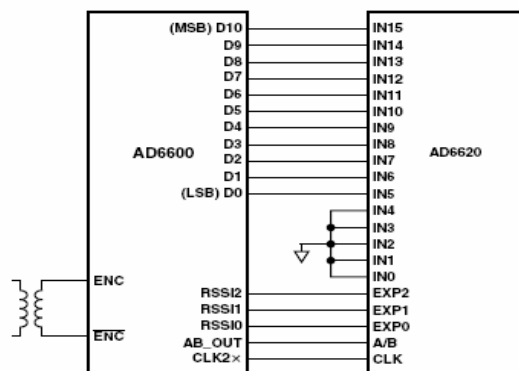 (MSB) D10 IN15
D9 IN14
D8 IN13
D7 IN12
D6 IN11
D5 IN10
D4 IN9
D3 IN8
AD6600 D2 IN7 AD6620
D1 IN6
(LSB) D0 IN5
IN4
IN3
IN2
IN1
ENC IN0
RSSI2 EXP2
RSSI1 EXP1
RSSI0 EXP0
ENC
AB_OUT A/B
CLK2× CLK